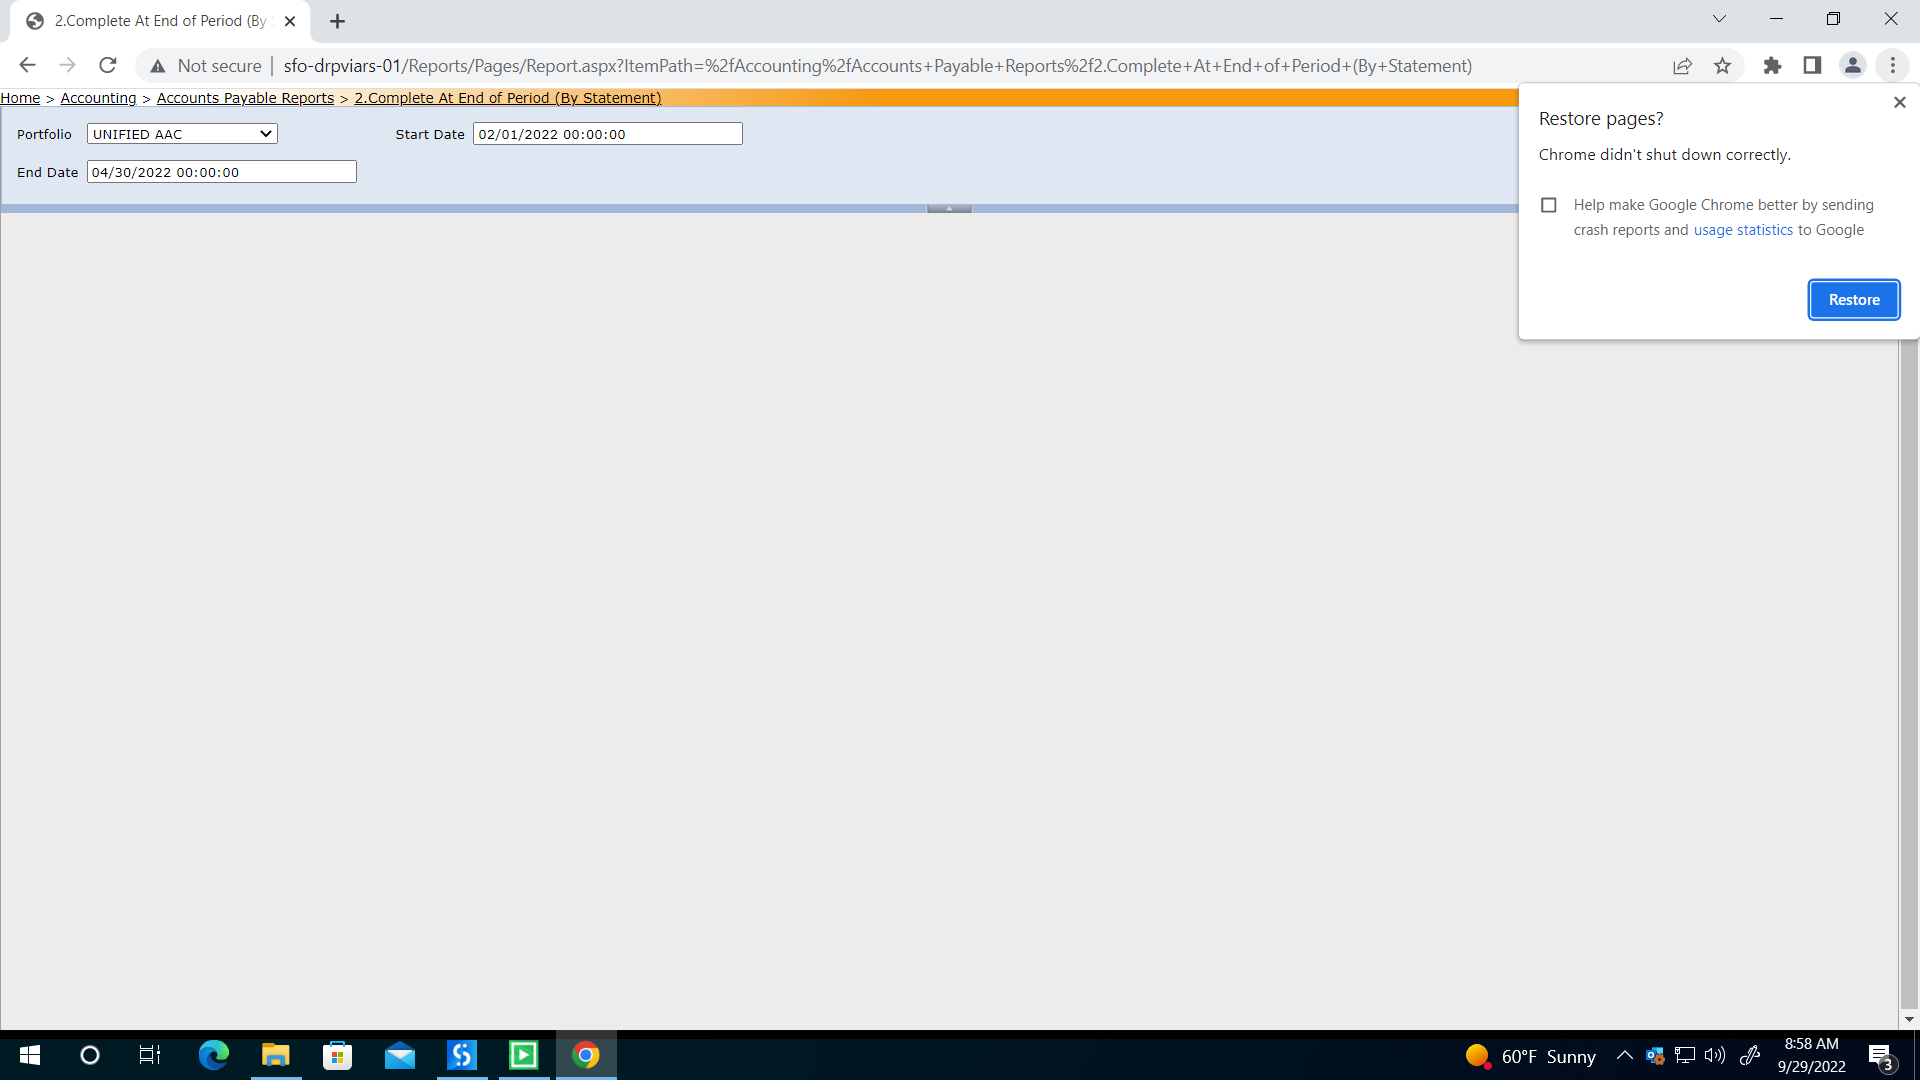 2.Complete At End of Period (By
Not secure
sfo-drpviars-01/Reports/Pages/Report.aspx?ItemPath=%2fAccounting%2fAccounts+Payable+Reports%2f2.Complete+At+End+of+Period+(By+Statement)
Home > Accounting > Accounts Payable Reports > 2.Complete At End of Period (By Statement)
Portfolio UNIFIED AAC Start Date 02/01/2022 00:00:00
End Date 04/30/2022 00:00:00
Restore pages?
Chrome didn't shut down correctly.
Help make Google Chrome better by sending
crash reports and usage statistics to Google
Restore
60°F Sunny
8:58 AM
9/29/2022
3